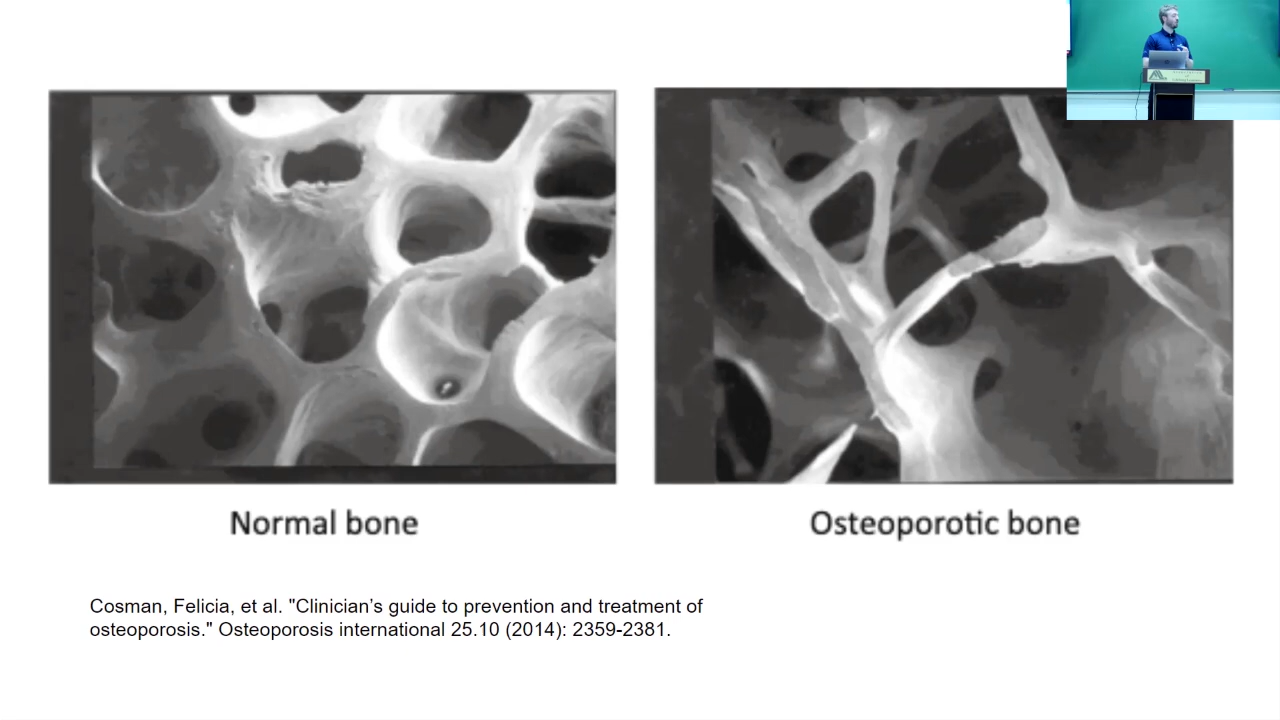 Normal bone
Osteoporotic bone
Cosman, Felicia, et al. "Clinician’s guide to prevention and treatment of
osteoporosis." Osteoporosis international 25.10 (2014): 2359-2381.